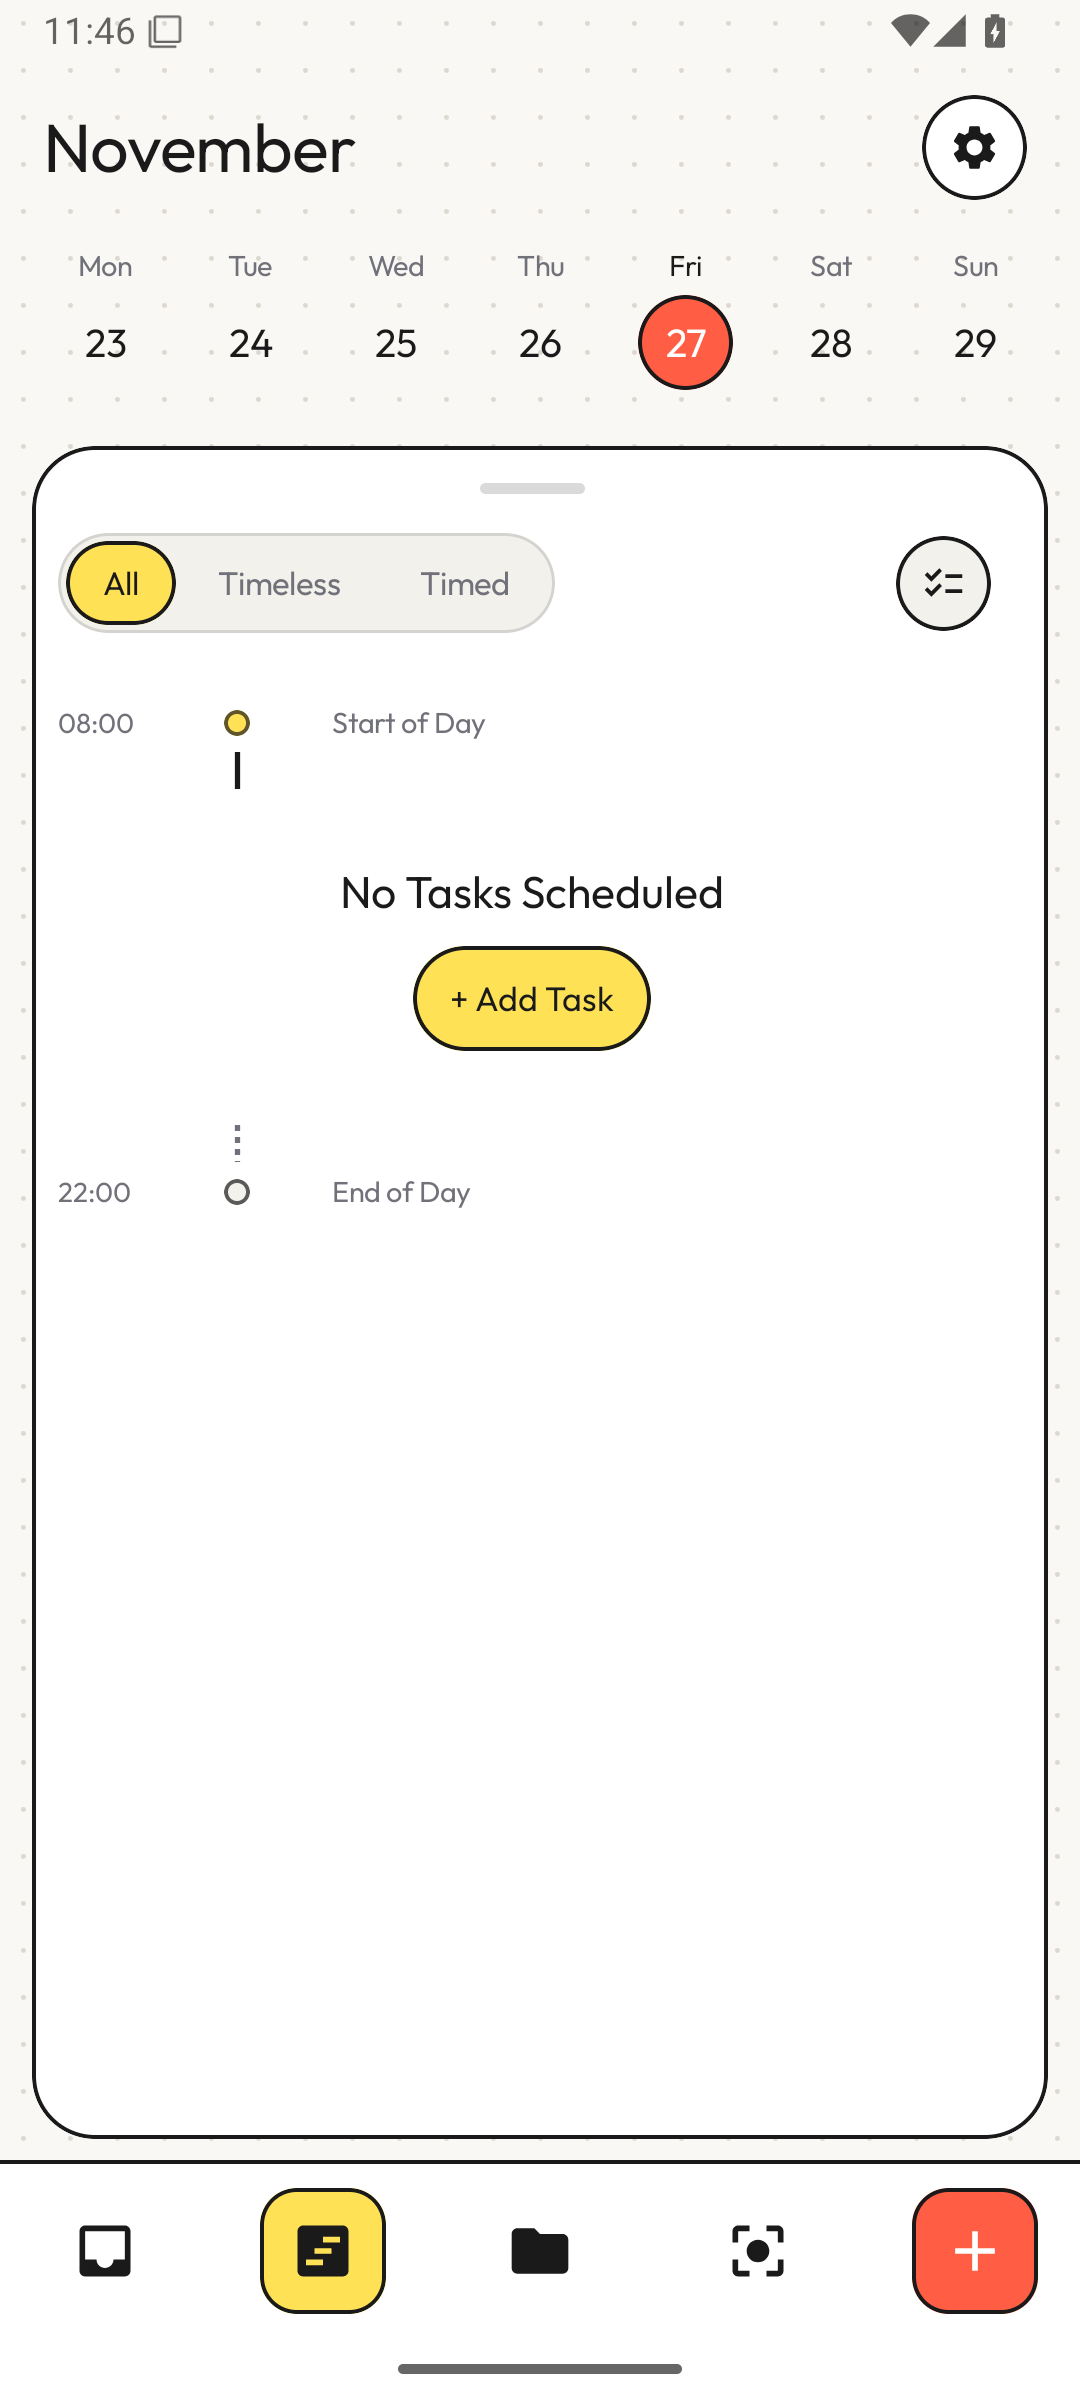 11:46
November
Mon Tue Wed Thu Fri Sat Sun
23 24 25 26 27 28 29
All Timeless Timed
08:00 Start of Day
No Tasks Scheduled
+ Add Task
22:00 End of Day